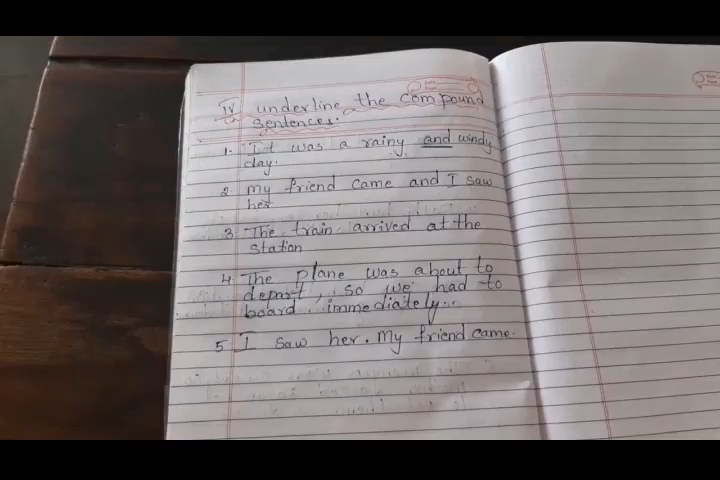 IV underline the compound
sentences.
1. It was a rainy and windy
day.
2. My friend came and I saw
her
3. The train arrived at the
station
4 The plane was about to
depart, so we had to
board immediately..
5 I saw her. My friend came.